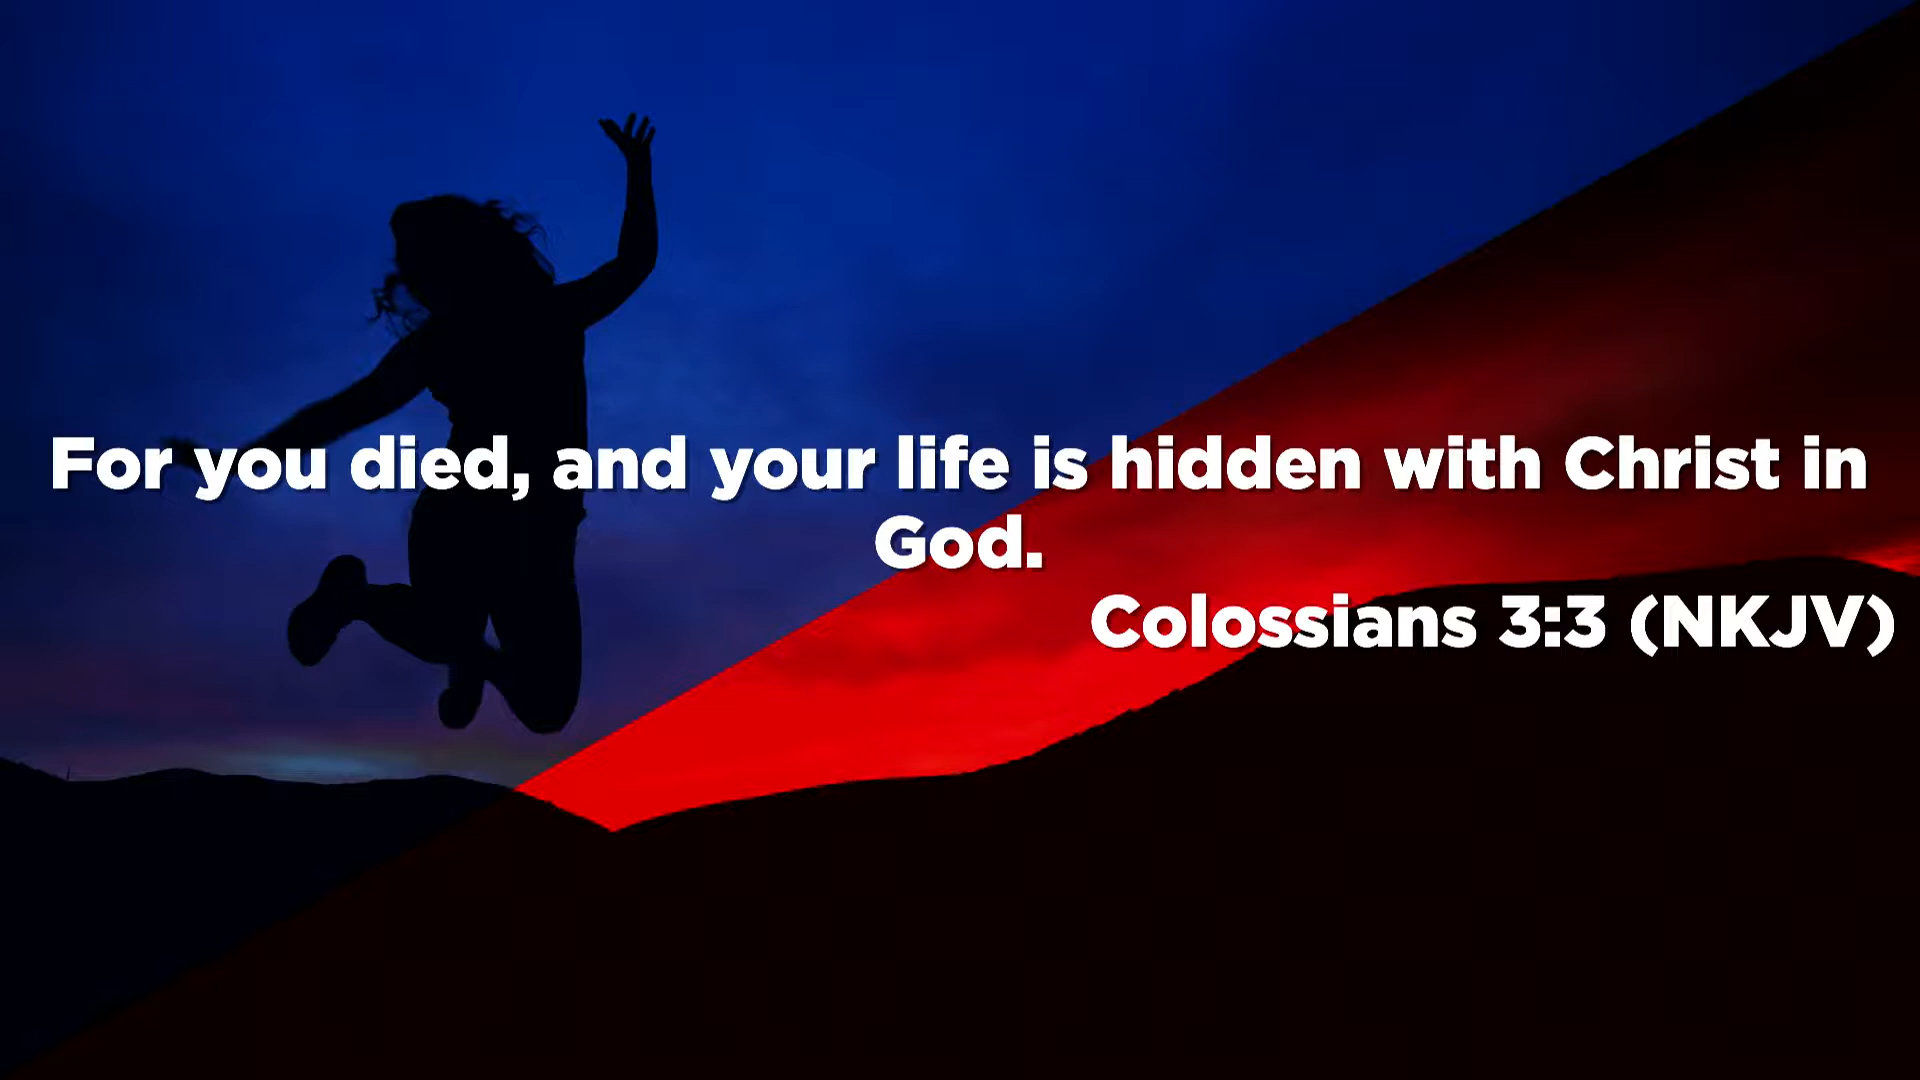 For you died, and your life is hidden with Christ in
God.
Colossians 3:3 (NKJV)